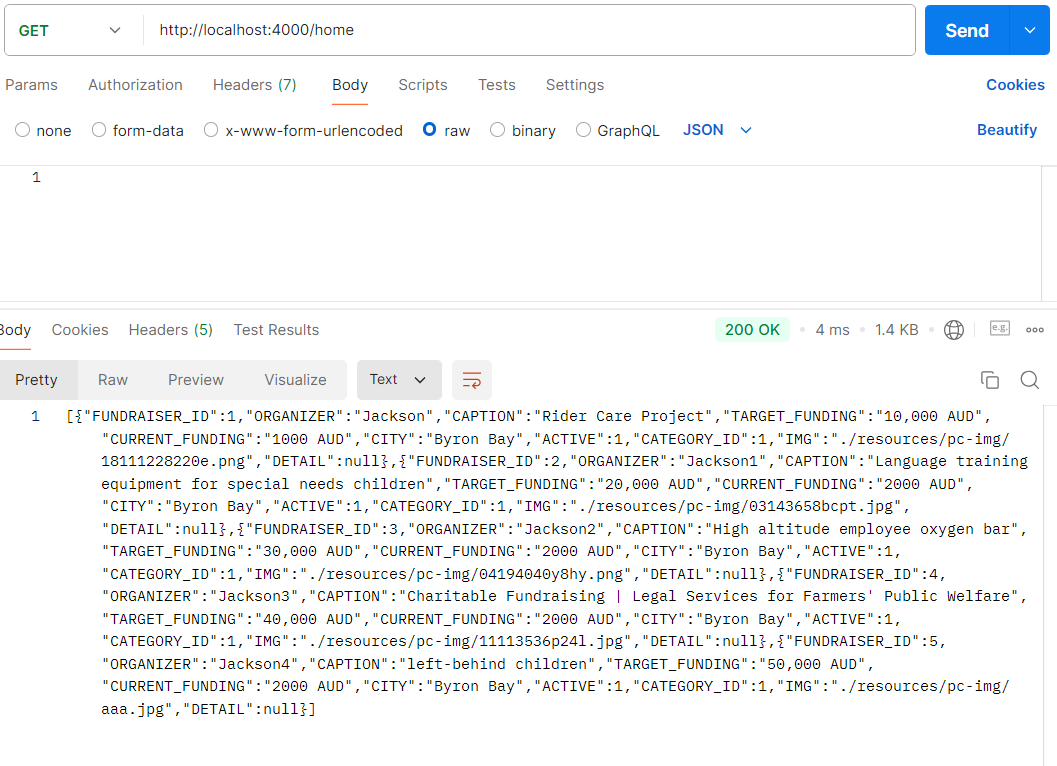 GET http://localhost:4000/home Send
Params Authorization Headers (7) Body Scripts Tests Settings Cookies
none form-data x-www-form-urlencoded raw binary GraphQL JSON Beautify
1
Body Cookies Headers (5) Test Results 200 OK 4 ms 1.4 KB e.g.
Pretty Raw Preview Visualize Text
1 [{"FUNDRAISER_ID":1,"ORGANIZER":"Jackson","CAPTION":"Rider Care Project","TARGET_FUNDING":"10,000 AUD",
"CURRENT_FUNDING":"1000 AUD","CITY":"Byron Bay","ACTIVE":1,"CATEGORY_ID":1,"IMG":"./resources/pc-img/
18111228220e.png","DETAIL":null},{"FUNDRAISER_ID":2,"ORGANIZER":"Jackson1","CAPTION":"Language training
equipment for special needs children","TARGET_FUNDING":"20,000 AUD","CURRENT_FUNDING":"2000 AUD",
"CITY":"Byron Bay","ACTIVE":1,"CATEGORY_ID":1,"IMG":"./resources/pc-img/03143658bcpt.jpg",
"DETAIL":null},{"FUNDRAISER_ID":3,"ORGANIZER":"Jackson2","CAPTION":"High altitude employee oxygen bar",
"TARGET_FUNDING":"30,000 AUD","CURRENT_FUNDING":"2000 AUD","CITY":"Byron Bay","ACTIVE":1,
"CATEGORY_ID":1,"IMG":"./resources/pc-img/04194040y8hy.png","DETAIL":null},{"FUNDRAISER_ID":4,
"ORGANIZER":"Jackson3","CAPTION":"Charitable Fundraising | Legal Services for Farmers' Public Welfare",
"TARGET_FUNDING":"40,000 AUD","CURRENT_FUNDING":"2000 AUD","CITY":"Byron Bay","ACTIVE":1,
"CATEGORY_ID":1,"IMG":"./resources/pc-img/11113536p24l.jpg","DETAIL":null},{"FUNDRAISER_ID":5,
"ORGANIZER":"Jackson4","CAPTION":"left-behind children","TARGET_FUNDING":"50,000 AUD",
"CURRENT_FUNDING":"2000 AUD","CITY":"Byron Bay","ACTIVE":1,"CATEGORY_ID":1,"IMG":"./resources/pc-img/
aaa.jpg","DETAIL":null}]